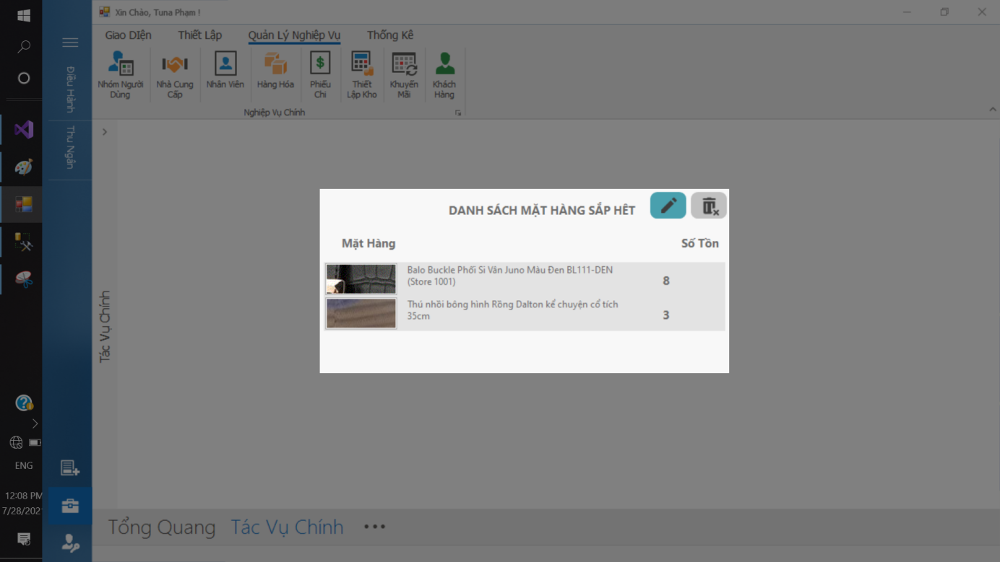 Xin Chào, Tuna Phạm !
Giao DIện
Thiết Lập
Quản Lý Nghiệp Vụ
Thống Kê
Nhóm Người
Dùng
Nhà Cung
Cấp
Nhân Viên
Hàng Hóa
Phiếu
Chi
Thiết
Lập Kho
Khuyến
Mãi
Khách
Hàng
Nghiệp Vụ Chính
Điều Hành
Thu Ngân
Tác Vụ Chính
DANH SÁCH MẶT HÀNG SẮP HẾT
Mặt Hàng
Số Tồn
Balo Buckle Phối Si Vân Juno Màu Đen BL111-DEN
(Store 1001)
8
Thú nhồi bông hình Rồng Dalton kể chuyện cổ tích
35cm
3
ENG
12:08 PM
7/28/202
Tổng Quang
Tác Vụ Chính